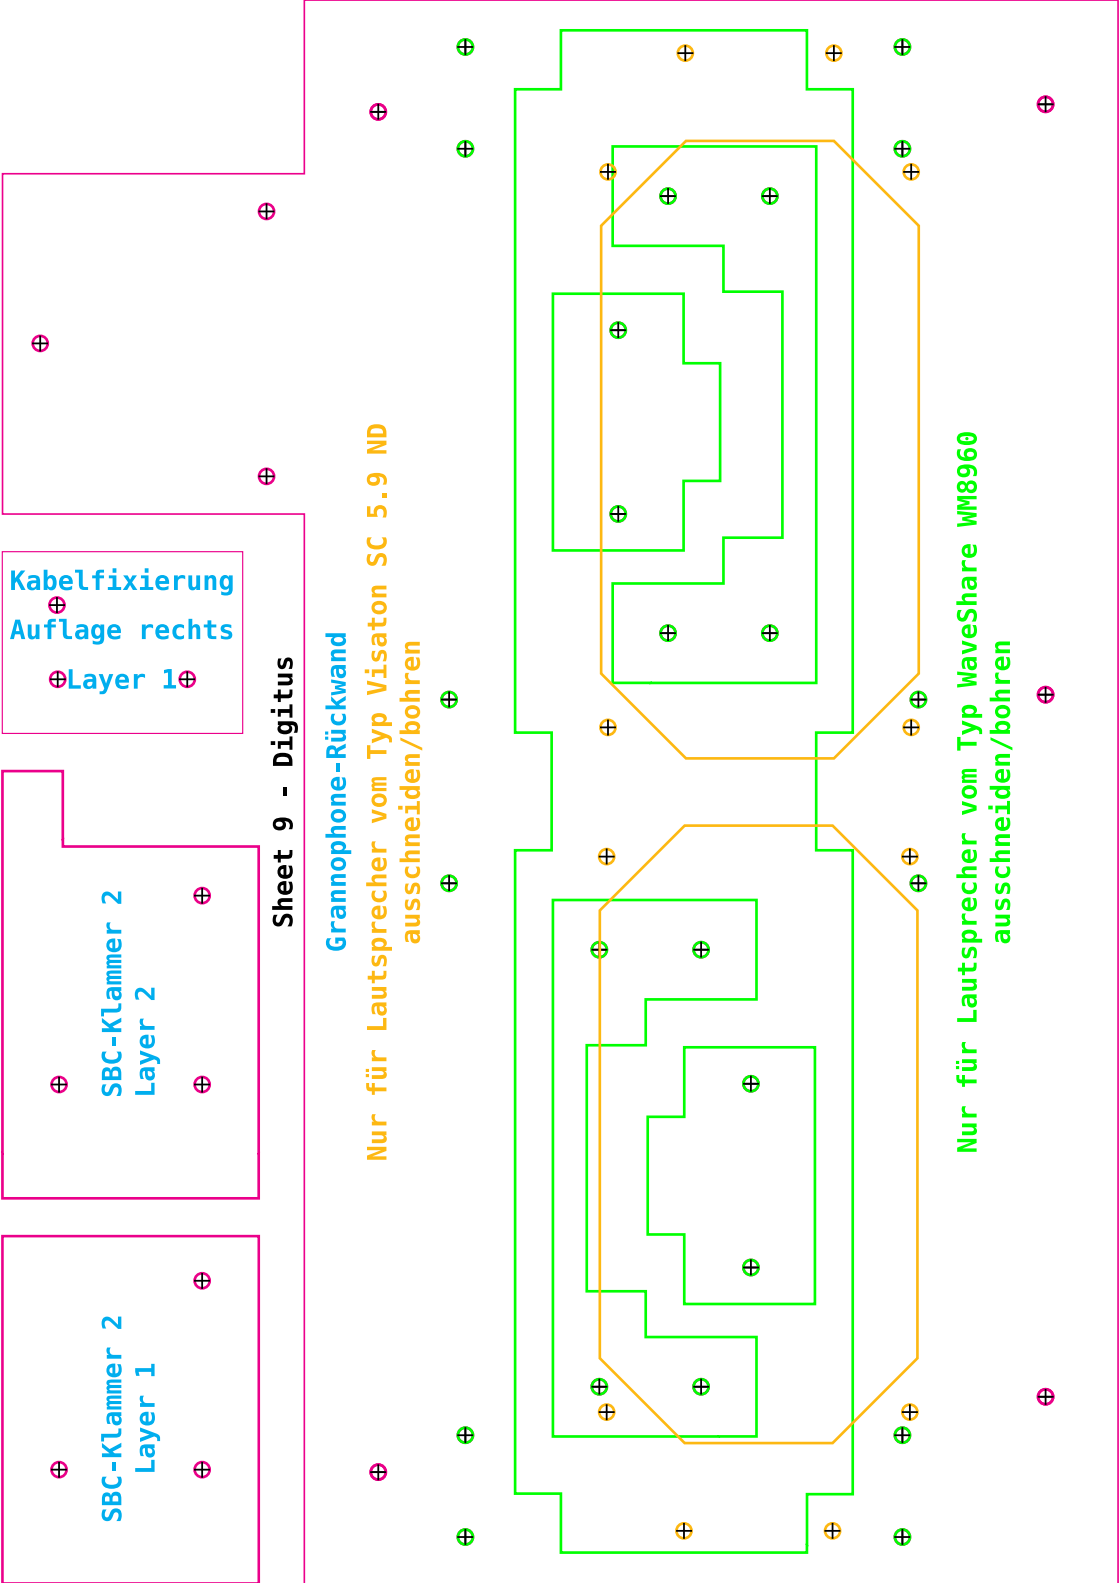 Kabelfixierung
Auflage rechts
Layer 1
SBC-Klammer 2
Layer 2
SBC-Klammer 2
Layer 1
Sheet 9 - Digitus
Grannophone-Rückwand
Nur für Lautsprecher vom Typ Visaton SC 5.9 ND
ausschneiden/bohren
Nur für Lautsprecher vom Typ WaveShare WM8960
ausschneiden/bohren